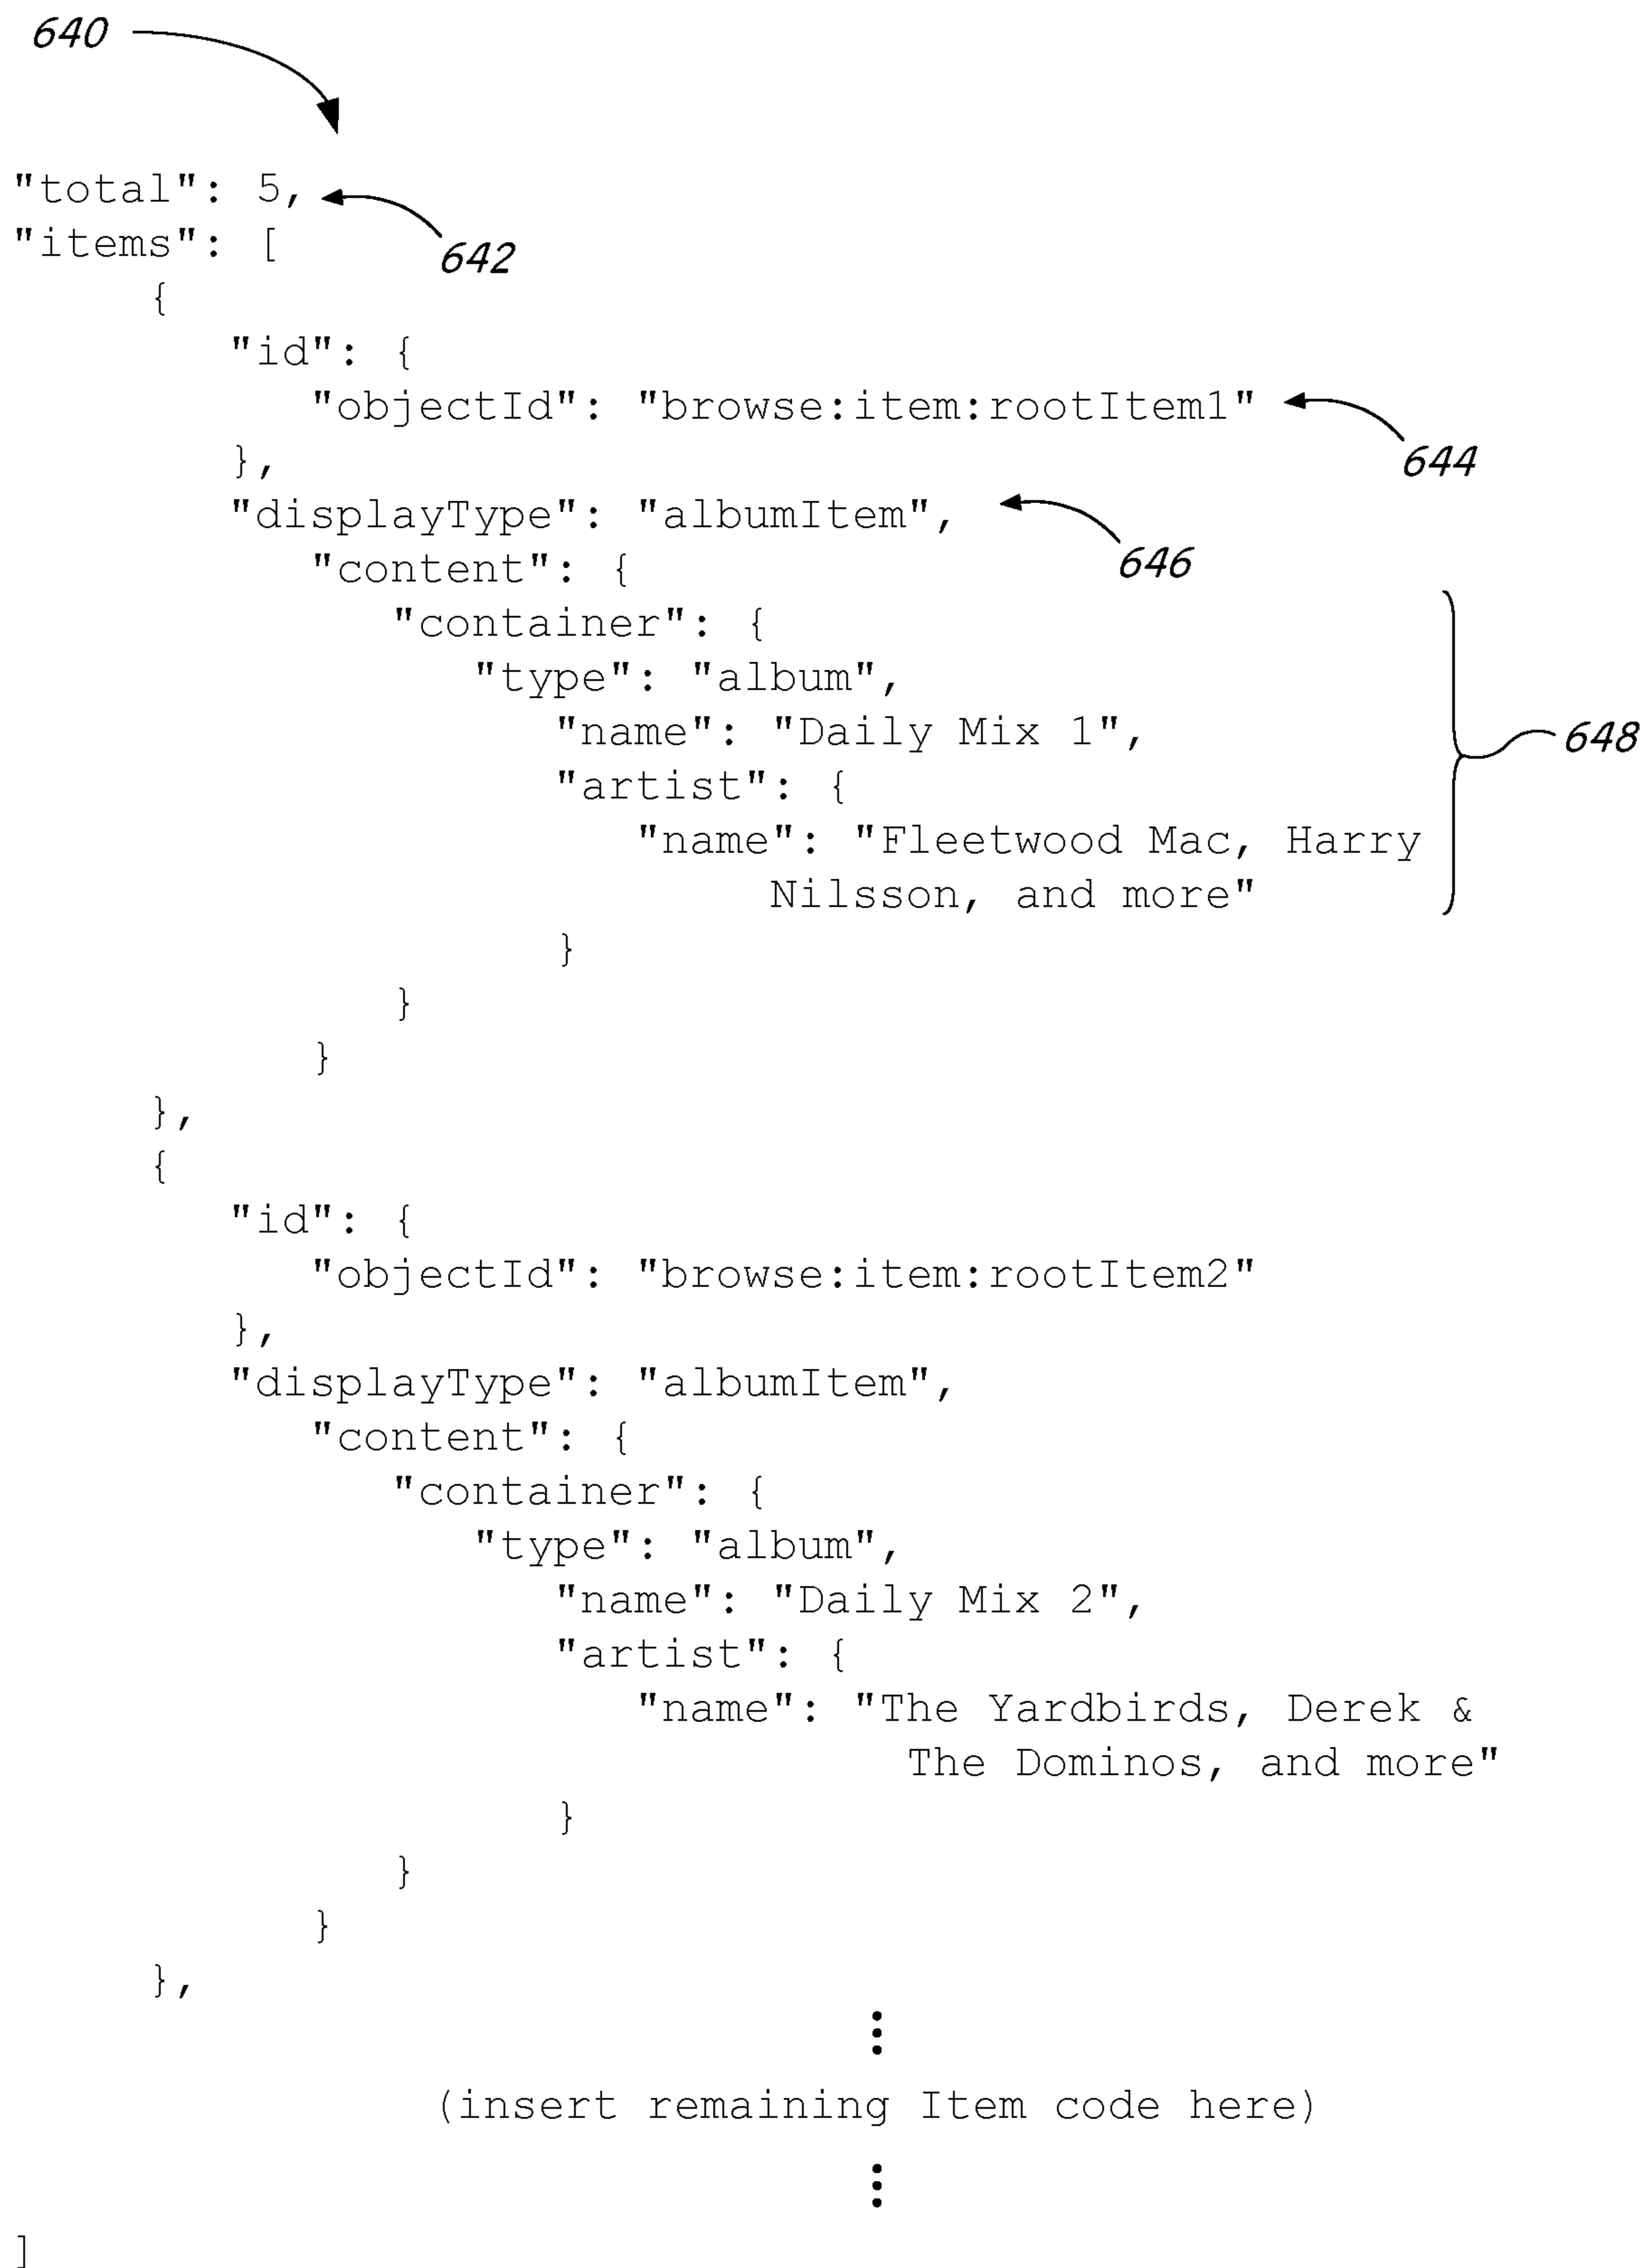 640
"total": 5,
"items": [
642
{
"id": {
"objectId": "browse:item:rootItem1"
644
},
"displayType": "albumItem",
646
"content": {
"container": {
"type": "album",
"name": "Daily Mix 1",
648
"artist": {
"name": "Fleetwood Mac, Harry
Nilsson, and more"
}
}
}
},
{
"id": {
"objectId": "browse:item:rootItem2"
},
"displayType": "albumItem",
"content": {
"container": {
"type": "album",
"name": "Daily Mix 2",
"artist": {
"name": "The Yardbirds, Derek &
The Dominos, and more"
}
}
}
},
(insert remaining Item code here)
]